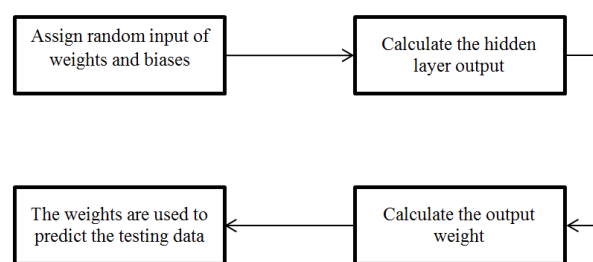 Assign random input of
weights and biases
Calculate the hidden
layer output
Calculate the output
weight
The weights are used to
predict the testing data